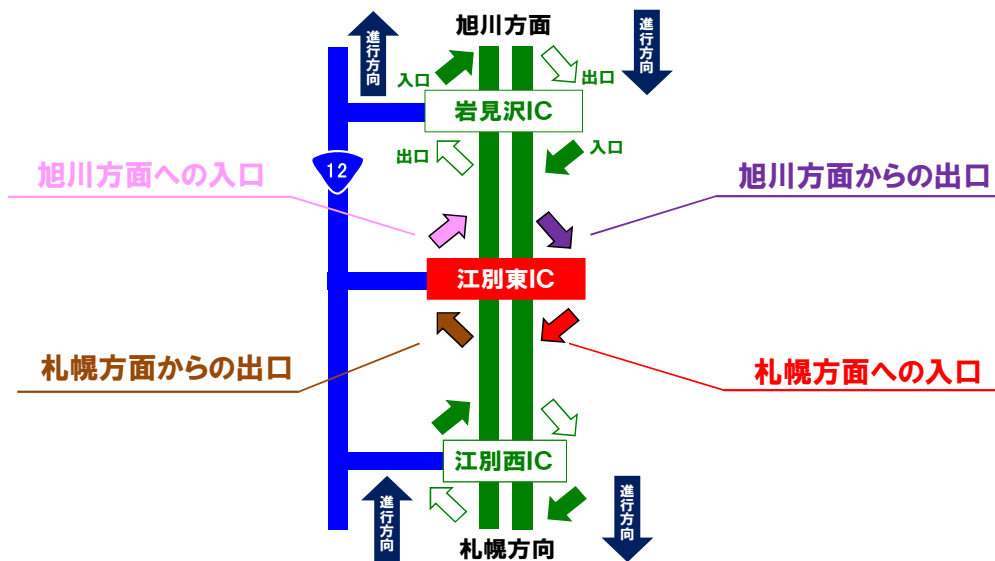 旭川方面
進行方向
進行方向
入口
出口
岩見沢IC
出口
入口
12
旭川方面への入口
旭川方面からの出口
江別東IC
札幌方面からの出口
札幌方面への入口
江別西IC
進行方向
進行方向
札幌方向